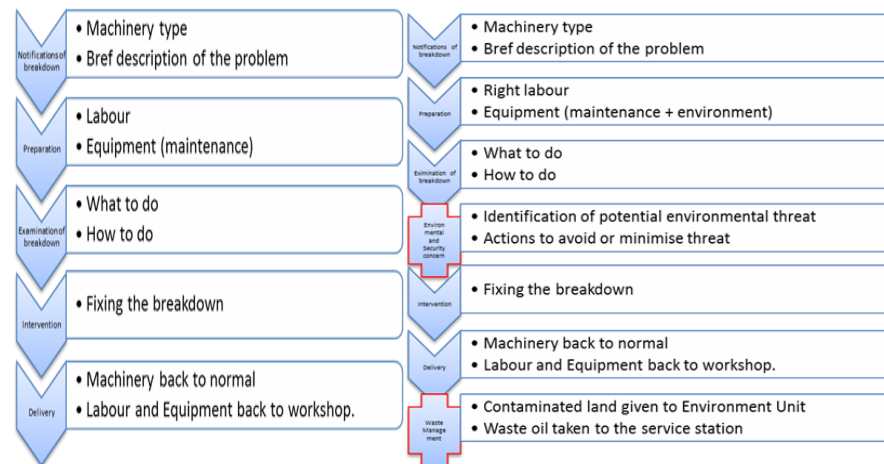 Notifications of
breakdown
• Machinery type
• Bref description of the problem
Preparation
• Labour
• Equipment (maintenance)
Examination of
breakdown
• What to do
• How to do
Intervention
• Fixing the breakdown
Delivery
• Machinery back to normal
• Labour and Equipment back to workshop.
Notifications of
breakdown
• Machinery type
• Bref description of the problem
Preparation
• Right labour
• Equipment (maintenance + environment)
Eximination of
breakdown
• What to do
• How to do
Environ
mental
and
Security
concern
• Identification of potential environmental threat
• Actions to avoid or minimise threat
Intervention
• Fixing the breakdown
Delivery
• Machinery back to normal
• Labour and Equipment back to workshop.
Waste
Manage
ment
• Contaminated land given to Environment Unit
• Waste oil taken to the service station